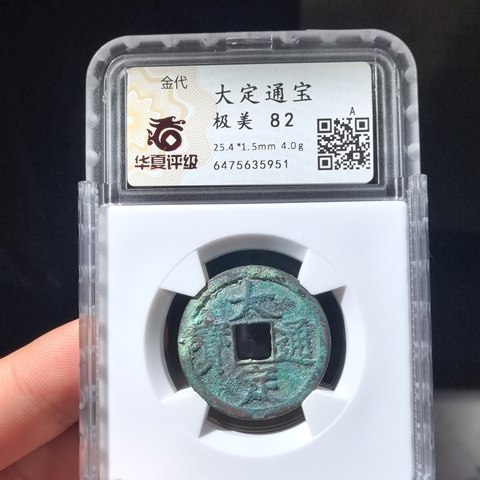 金代
华夏评级
大定通宝
极美 82
25.4*1.5mm 4.0g
6475635951
A
大
定
通
宝